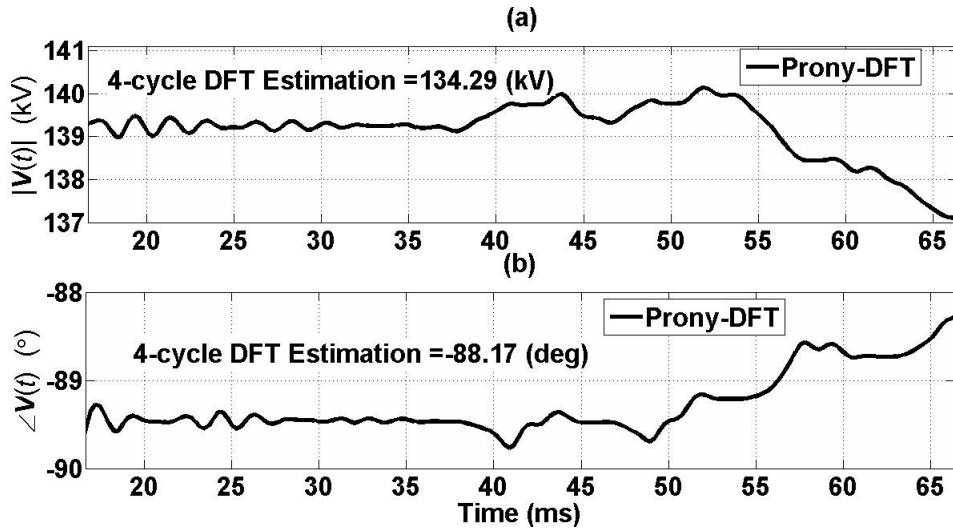 (a)
141
140
139
138
137
|V(t)| (kV)
4-cycle DFT Estimation =134.29 (kV)
Prony-DFT
20 25 30 35 40 45 50 55 60 65
(b)
-88
-89
-90
∠V(t) (°)
Prony-DFT
4-cycle DFT Estimation =-88.17 (deg)
20 25 30 35 40 45 50 55 60 65
Time (ms)